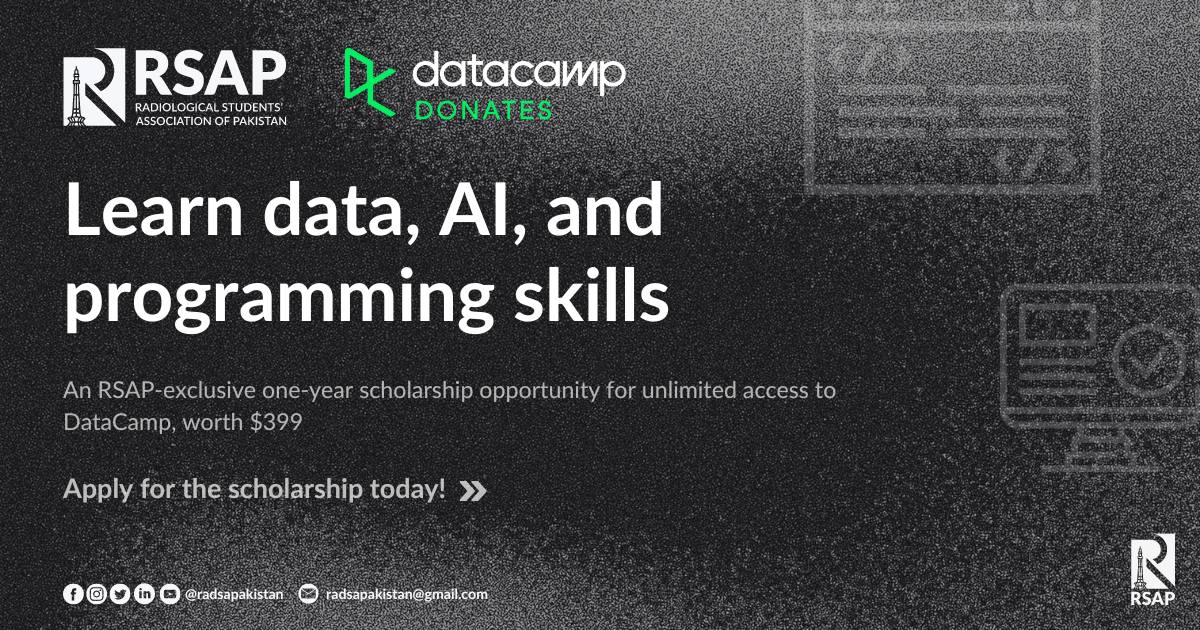 RSAP
RADIOLOGICAL STUDENTS'
ASSOCIATION OF PAKISTAN
datacamp
DONATES
Learn data, AI, and
programming skills
An RSAP-exclusive one-year scholarship opportunity for unlimited access to
DataCamp, worth $399
Apply for the scholarship today!
@radsapakistan radsapakistan@gmail.com
RSAP